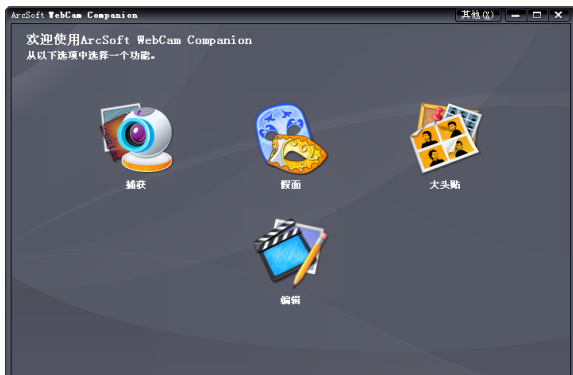 ArcSoft WebCam Companion 其他(X)
欢迎使用ArcSoft WebCam Companion
从以下选项中选择一个功能。
捕获 假面 大头贴
编辑